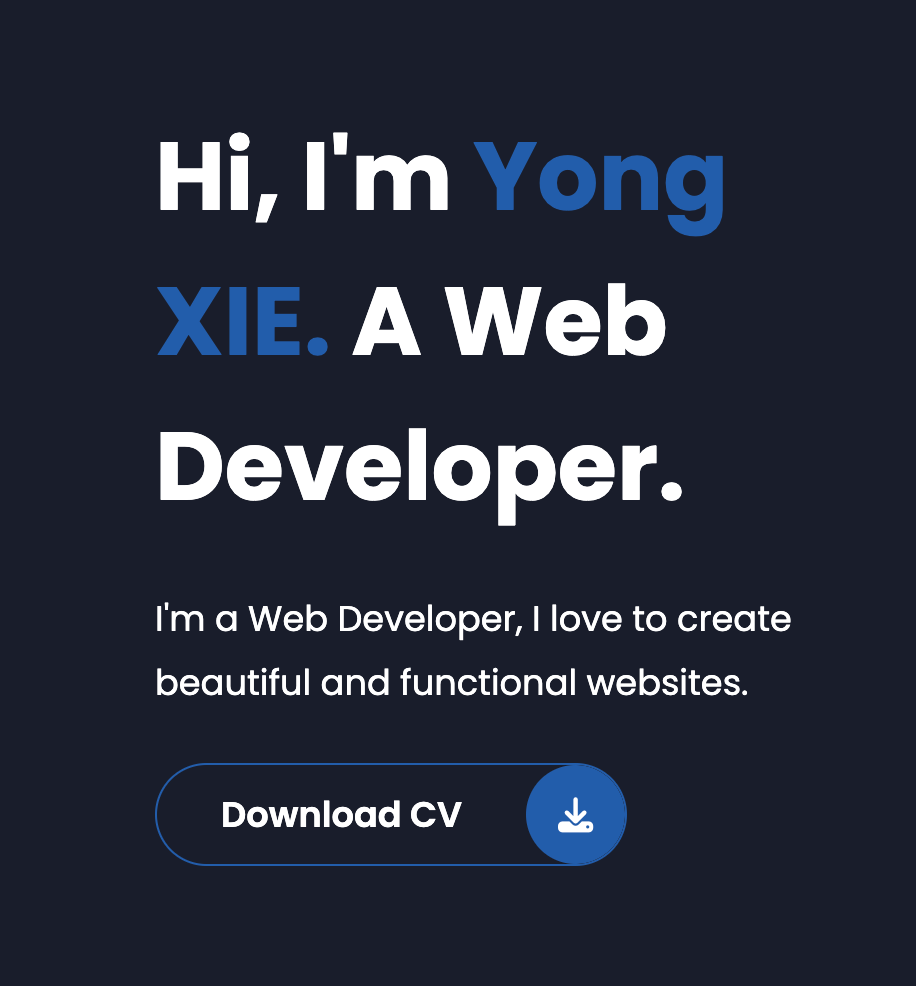 Hi, I'm Yong
XIE. A Web
Developer.
I'm a Web Developer, I love to create
beautiful and functional websites.
Download CV